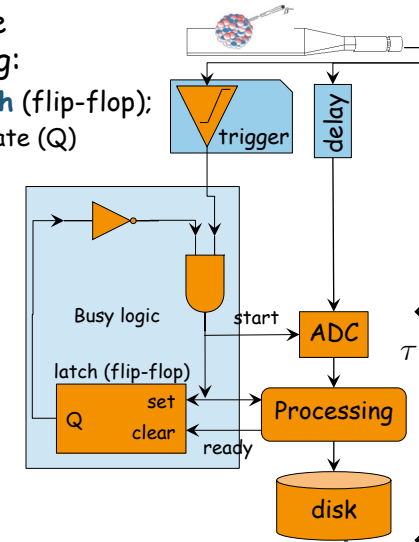 e
g:
h (flip-flop);
ate (Q)
trigger
delay
Busy logic
start
ADC
τ
latch (flip-flop)
set
Q
clear
Processing
ready
disk